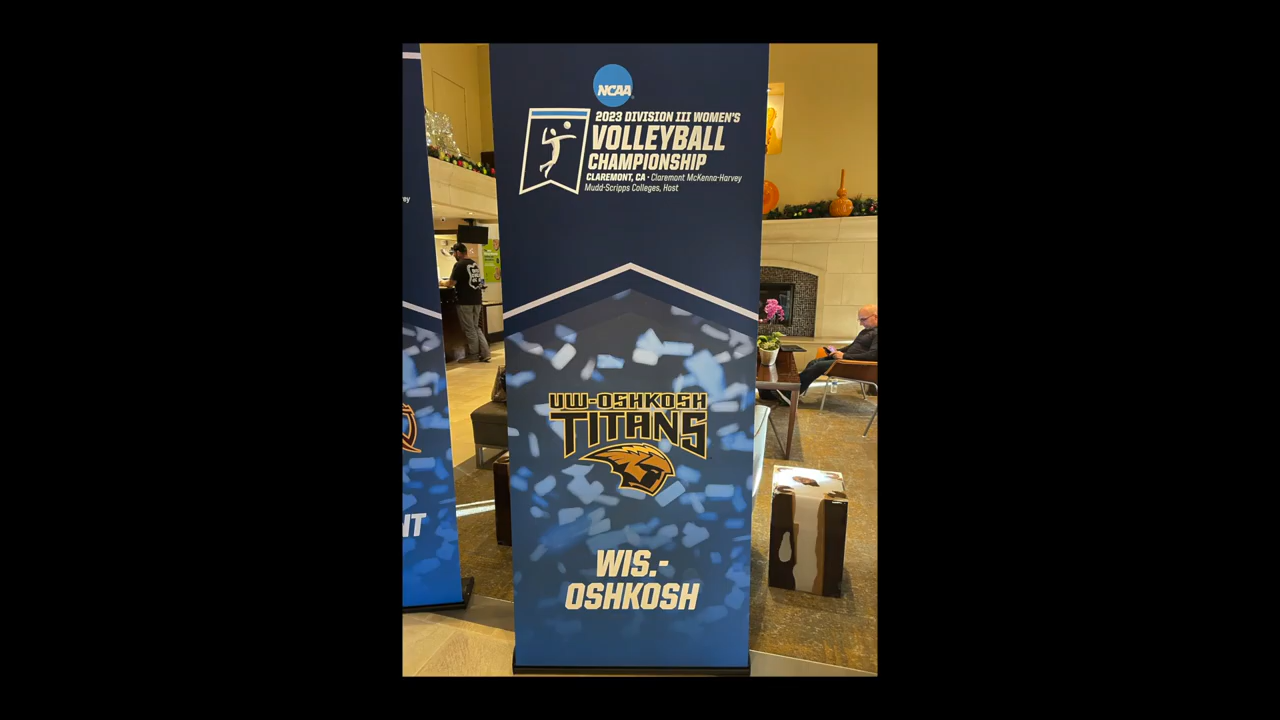 NCAA
2023 DIVISION III WOMEN'S
VOLLEYBALL
CHAMPIONSHIP
CLAREMONT, CA • Claremont McKenna-Harvey
Mudd-Scripps Colleges, Host
UW-OSHKOSH
TITANS
WIS.-
OSHKOSH
NT